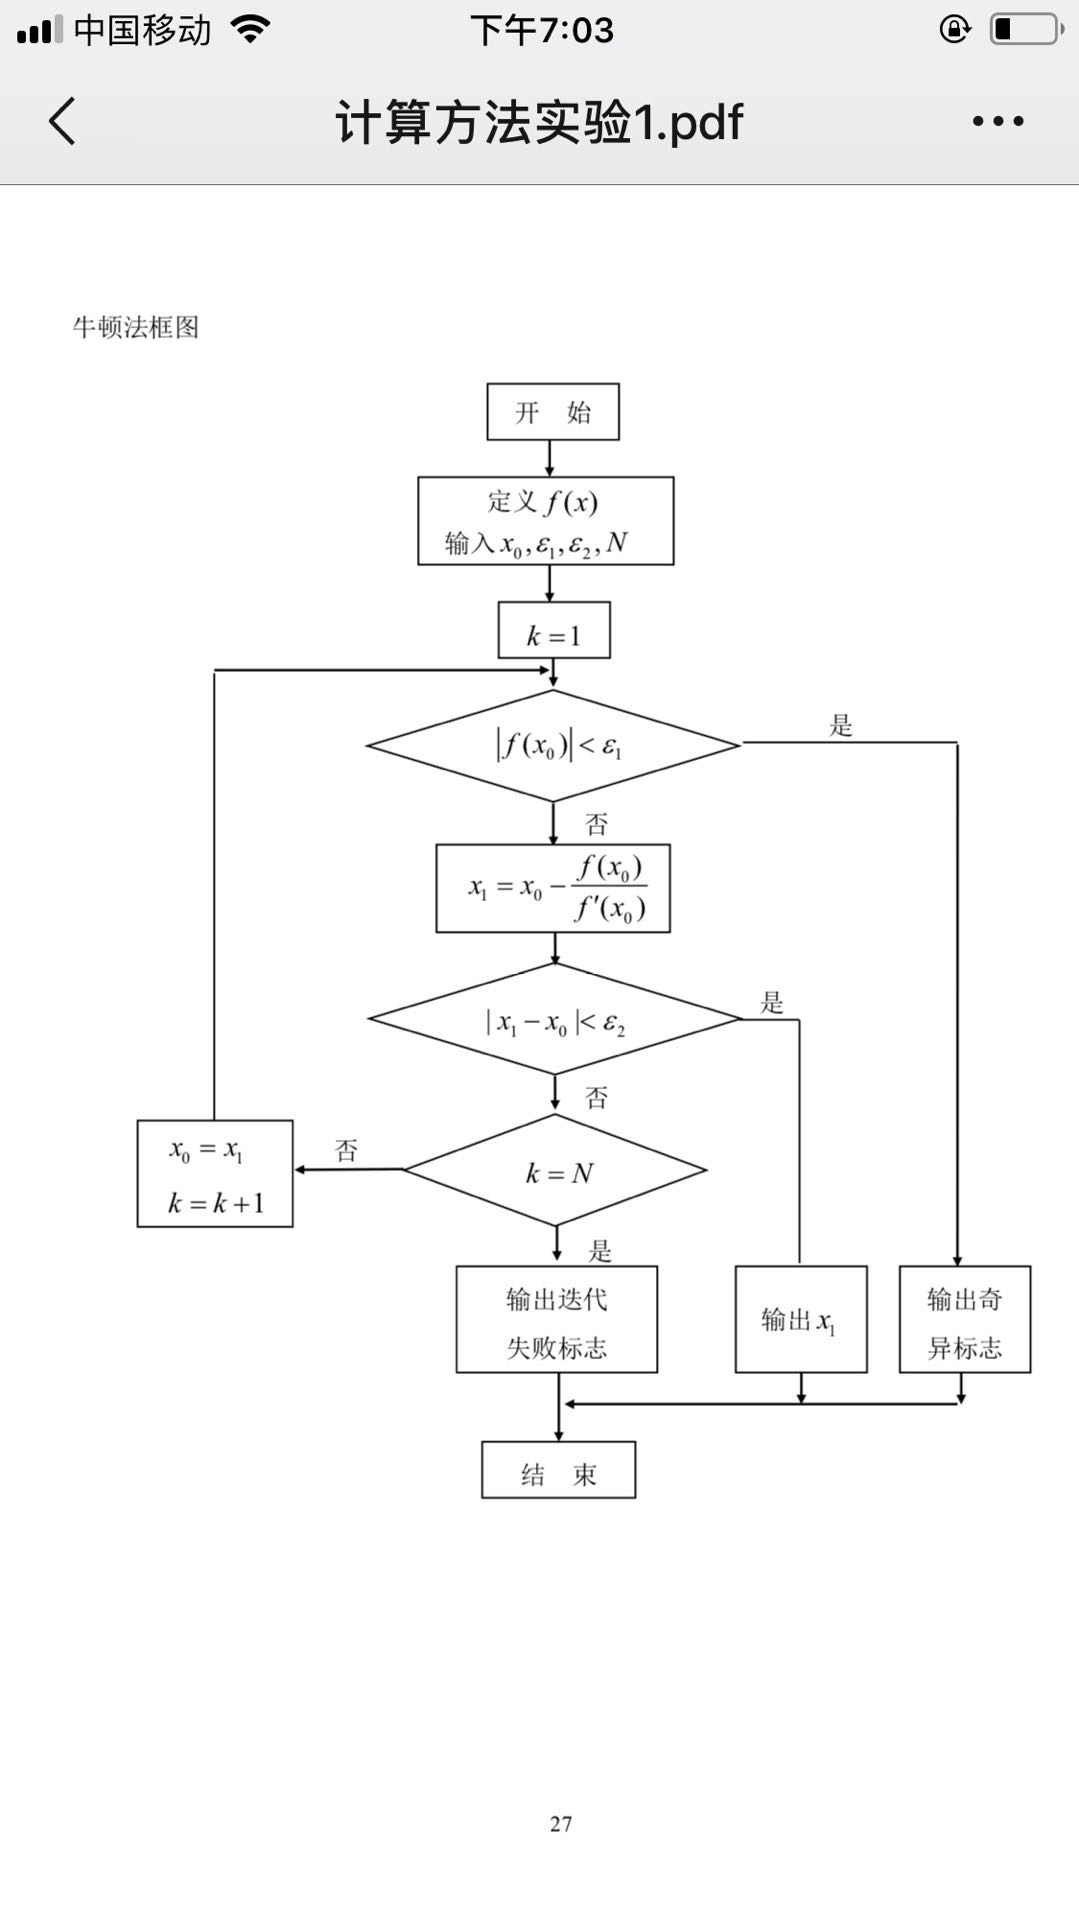 中国移动
下午7:03
计算方法实验1.pdf
牛顿法框图
开 始
定义 f(x)
输入 x₀, ε₁, ε₂, N
k = 1
|f(x₀)| < ε₁
是
否
x₁ = x₀ − f(x₀)/f′(x₀)
| x₁ − x₀ |< ε₂
是
否
k = N
否
x₀ = x₁
k = k + 1
是
输出迭代
失败标志
输出 x₁
输出奇
异标志
结 束
27